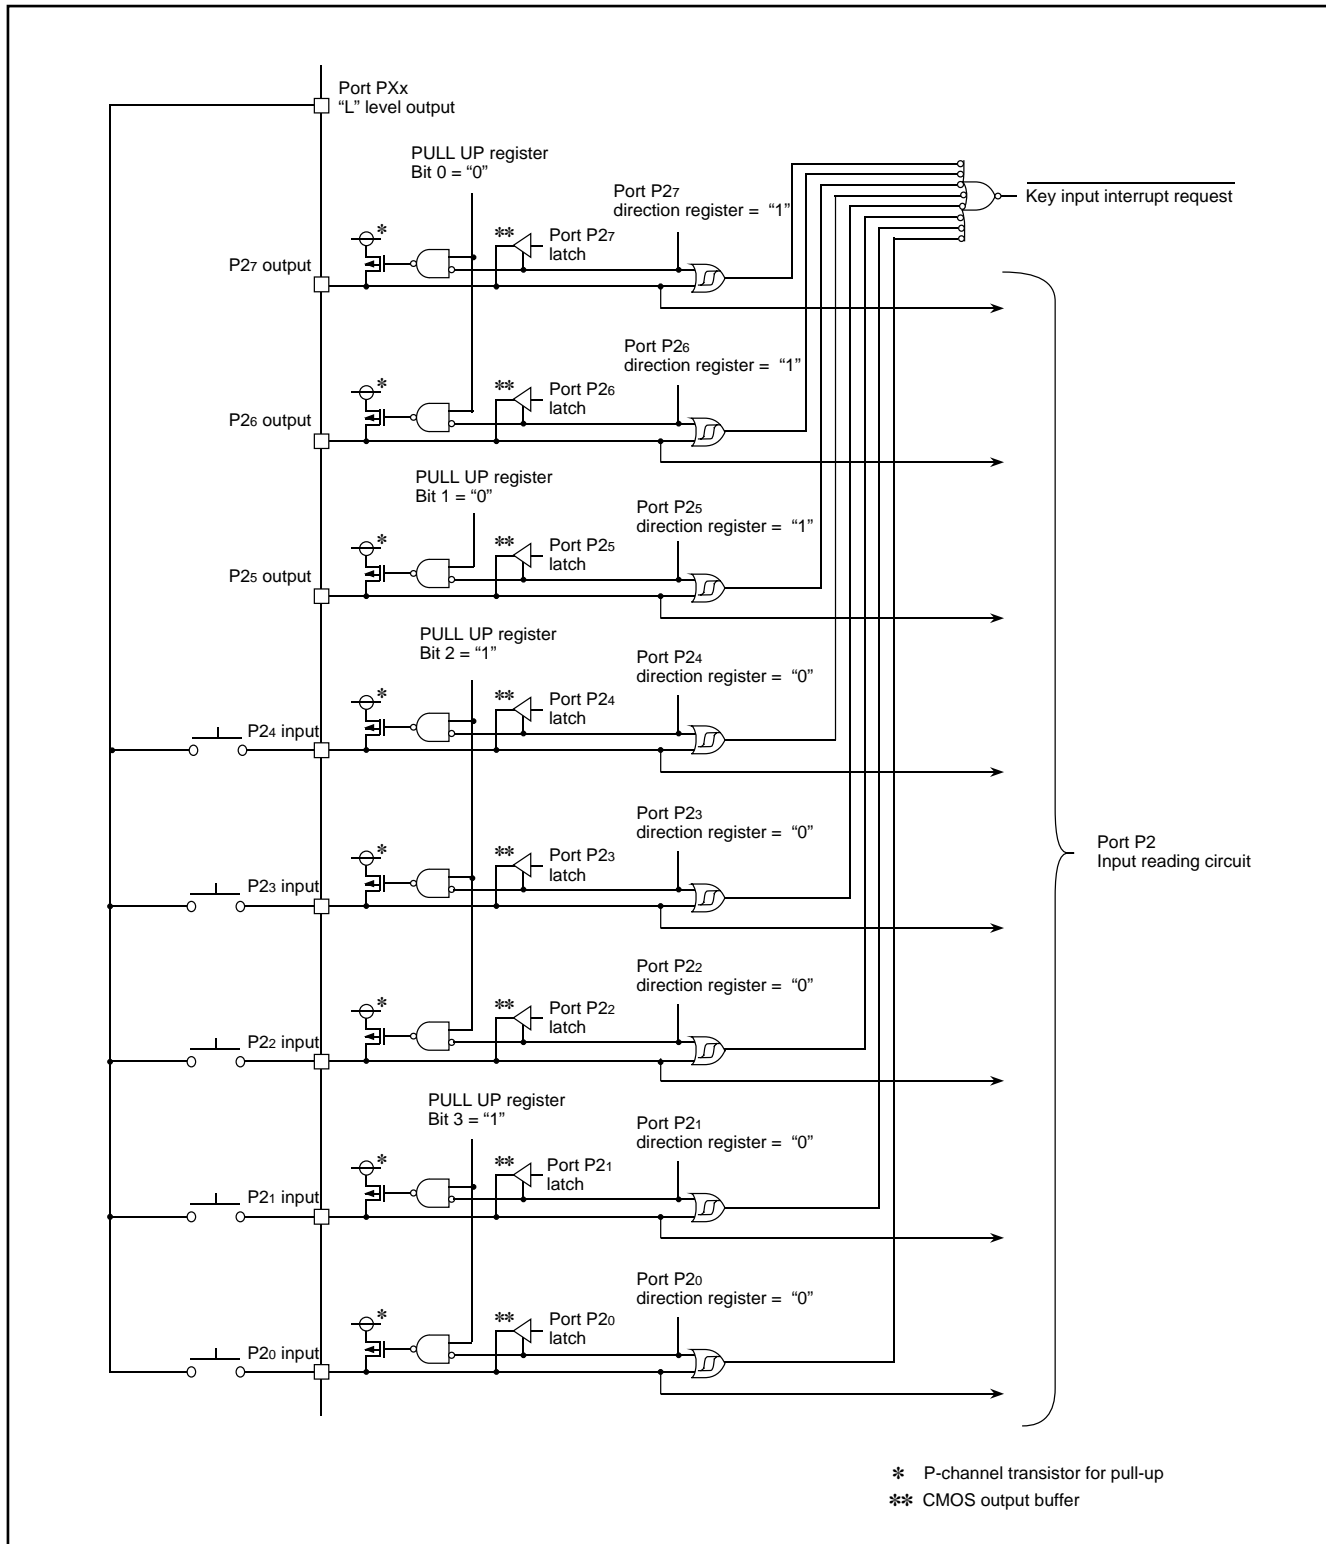 Port PXx
“L” level output
PULL UP register
Bit 0 = “0”
Port P27
direction register = “1”
Key input interrupt request
*
**
Port P27
latch
P27 output
Port P26
direction register = “1”
*
**
Port P26
latch
P26 output
PULL UP register
Bit 1 = “0”
Port P25
direction register = “1”
*
**
Port P25
latch
P25 output
PULL UP register
Bit 2 = “1”
Port P24
direction register = “0”
*
**
Port P24
latch
P24 input
Port P23
direction register = “0”
*
**
Port P23
latch
P23 input
Port P2
Input reading circuit
Port P22
direction register = “0”
*
**
Port P22
latch
P22 input
PULL UP register
Bit 3 = “1”
Port P21
direction register = “0”
*
**
Port P21
latch
P21 input
Port P20
direction register = “0”
*
**
Port P20
latch
P20 input
* P-channel transistor for pull-up
** CMOS output buffer